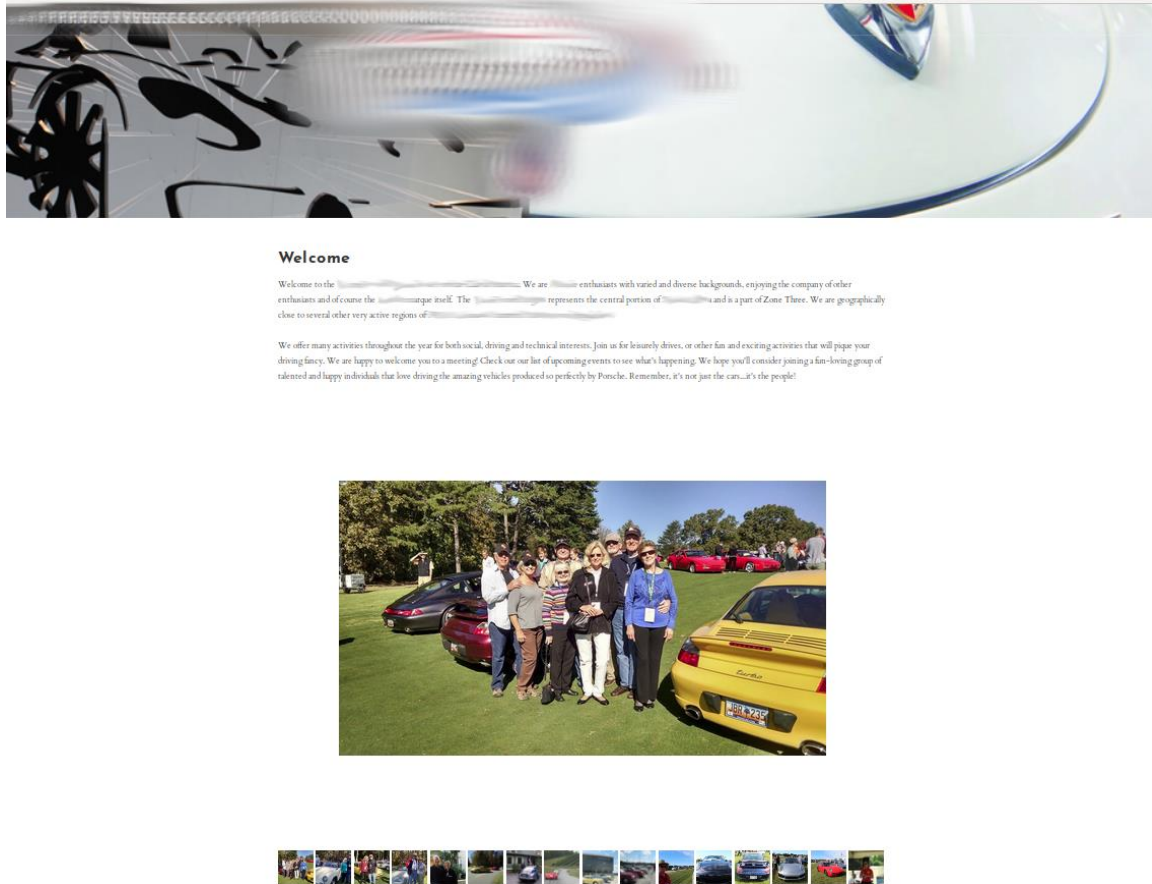 Welcome
Welcome to the We are enthusiasts with varied and diverse backgrounds, enjoying the company of other
enthusiasts and of course the marque itself. The represents the central portion of and is a part of Zone Three. We are geographically
close to several other very active regions of
We offer many activities throughout the year for both social, driving and technical interests. Join us for leisurely drives, or other fun and exciting activities that will pique your
driving fancy. We are happy to welcome you to a meeting! Check out our list of upcoming events to see what's happening. We hope you'll consider joining a fun-loving group of
talented and happy individuals that love driving the amazing vehicles produced so perfectly by Porsche. Remember, it's not just the cars...it's the people!
turbo